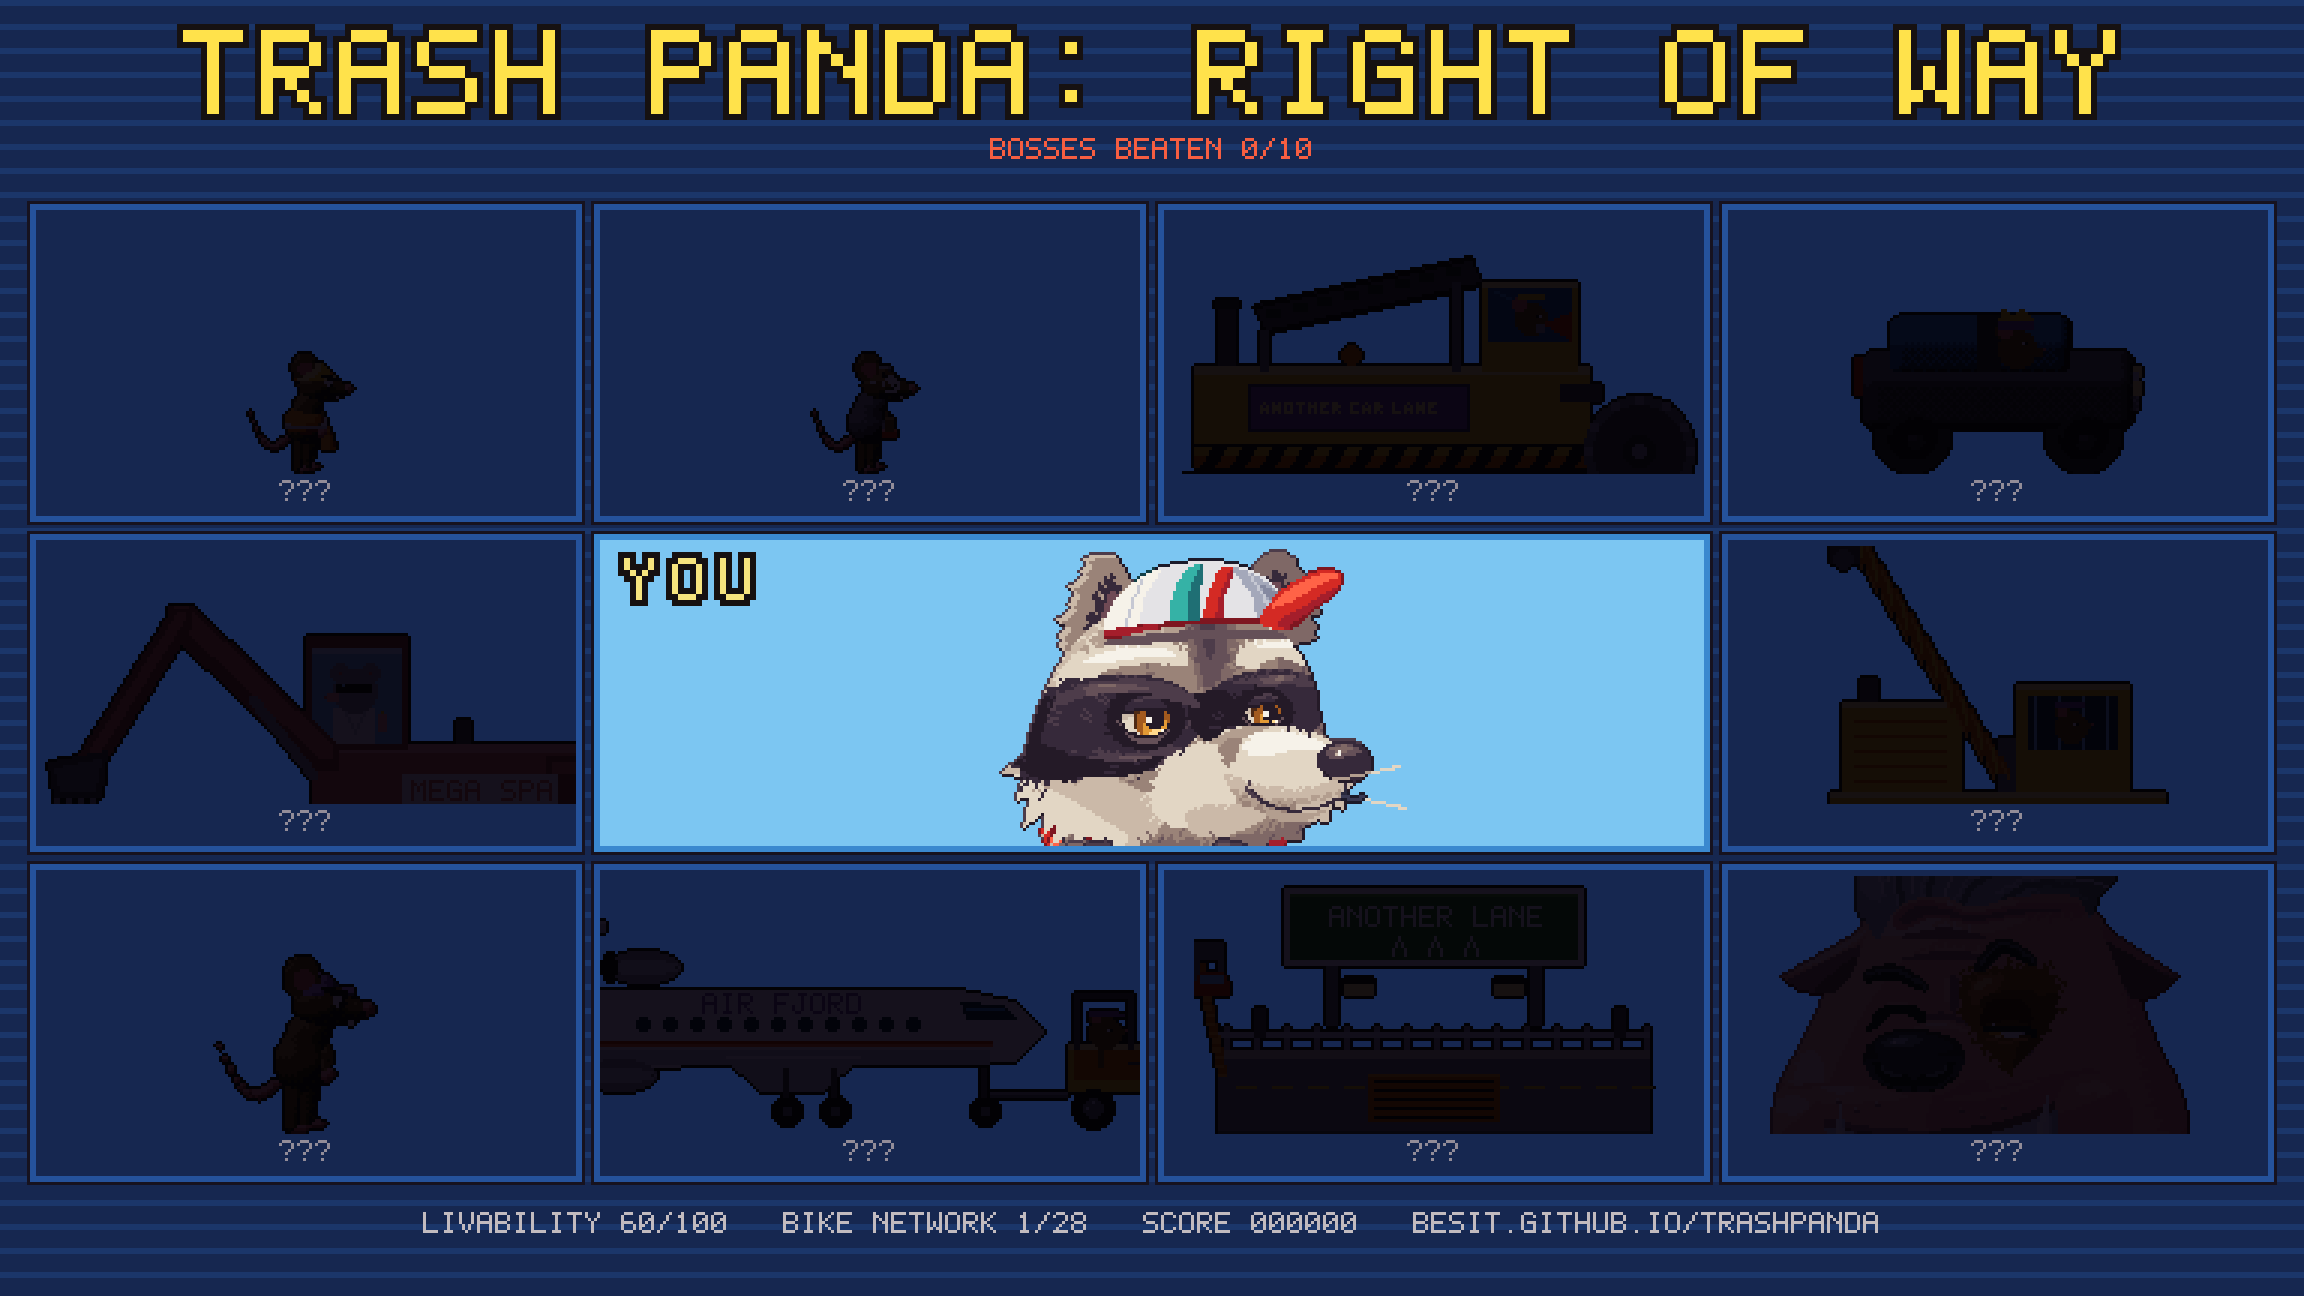 TRASH PANDA: RIGHT OF WAY
BOSSES BEATEN 0/10
ANOTHER CAR LANE
???
???
???
???
YOU
MEGA SPA
???
???
AIR FJORD
ANOTHER LANE
???
???
???
???
LIVABILITY 60/100 BIKE NETWORK 1/28 SCORE 000000 BESIT.GITHUB.IO/TRASHPANDA